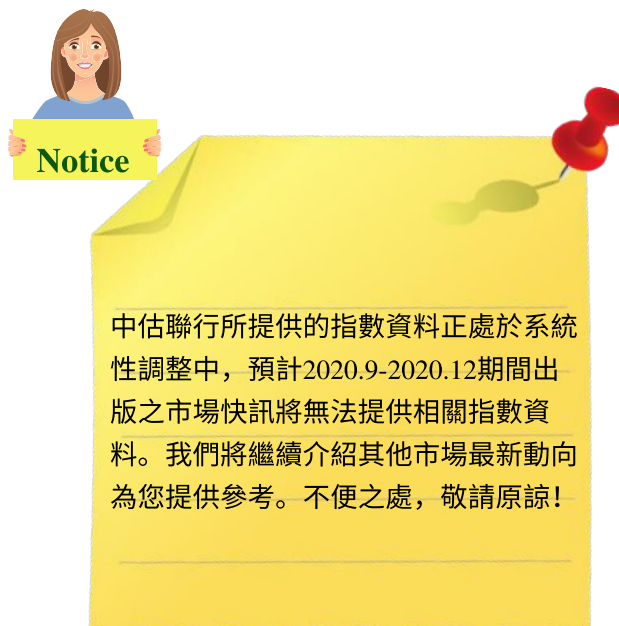 Notice
中估聯行所提供的指數資料正處於系統
性調整中，預計2020.9-2020.12期間出
版之市場快訊將無法提供相關指數資
料。我們將繼續介紹其他市場最新動向
為您提供參考。不便之處，敬請原諒！